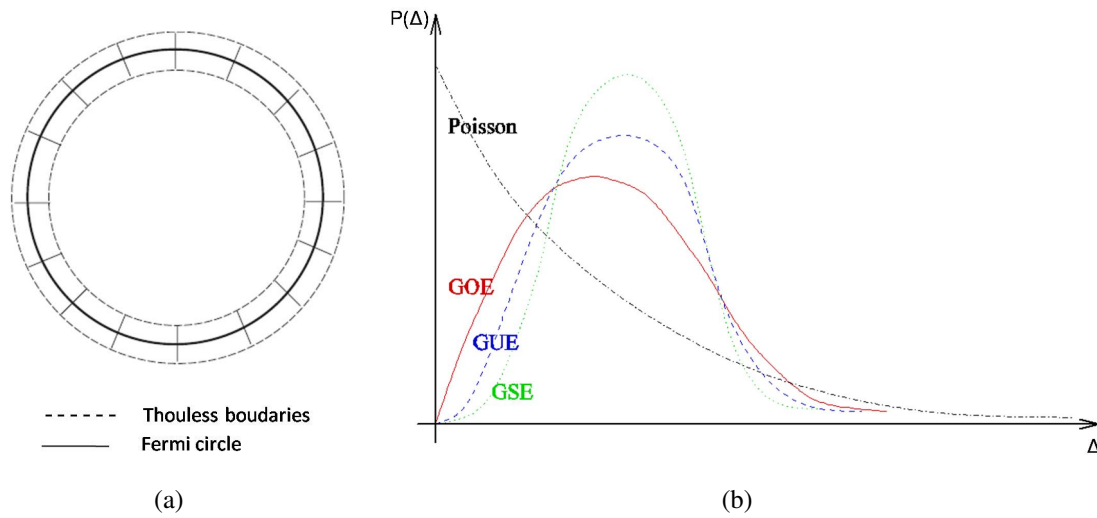 P(Δ)
Poisson
GOE
GUE
GSE
Δ
Thouless boudaries
Fermi circle
(a)
(b)